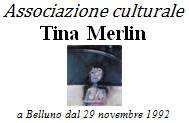 Associazione culturale
Tina Merlin
a Belluno dal 29 novembre 1992